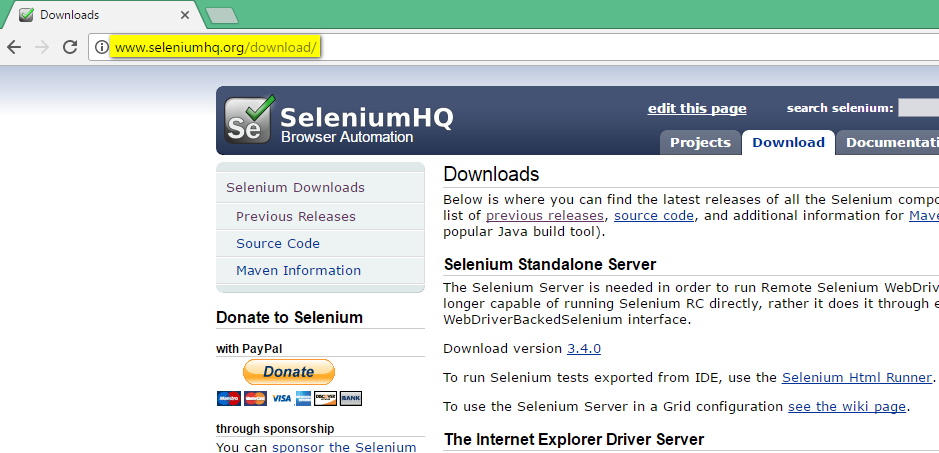 Downloads
www.seleniumhq.org/download/
Se
SeleniumHQ
Browser Automation
edit this page
search selenium:
Projects
Download
Selenium Downloads
Previous Releases
Source Code
Maven Information
Donate to Selenium
with PayPal
Donate
VISA
BANK
through sponsorship
You can sponsor the Selenium
Downloads
Below is where you can find the latest releases of all the Selenium
list of previous releases, source code, and additional information for
popular Java build tool).
Selenium Standalone Server
The Selenium Server is needed in order to run Remote Selenium
longer capable of running Selenium RC directly, rather it does it through
WebDriverBackedSelenium interface.
Download version 3.4.0
To run Selenium tests exported from IDE, use the Selenium Html Runner.
To use the Selenium Server in a Grid configuration see the wiki page.
The Internet Explorer Driver Server